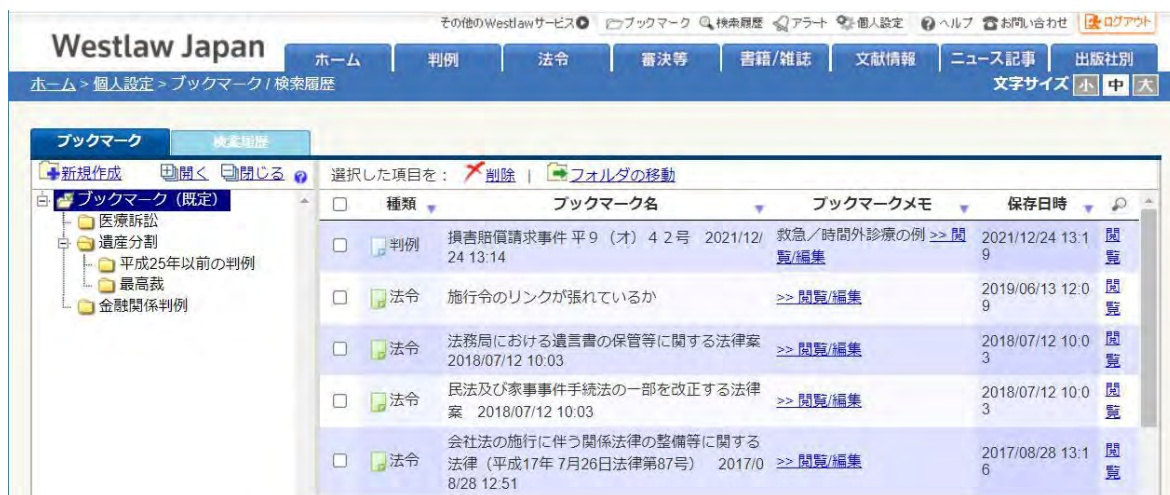 その他のWestlawサービス ブックマーク 検索履歴 アラート 個人設定 ヘルプ お問い合わせ ログアウト
Westlaw Japan
ホーム 判例 法令 審決等 書籍/雑誌 文献情報 ニュース記事 出版社別
ホーム > 個人設定 > ブックマーク / 検索履歴 文字サイズ 小 中 大
ブックマーク 検索履歴
新規作成 開く 閉じる 選択した項目を： 削除 | フォルダの移動
ブックマーク（既定）
医療訴訟
遺産分割
平成25年以前の判例
最高裁
金融関係判例
種類 ブックマーク名 ブックマークメモ 保存日時
判例 損害賠償請求事件 平９（オ）４２号 2021/12/ 救急／時間外診療の例 >> 閲 2021/12/24 13:1 閲
24 13:14 覧/編集 9 覧
法令 施行令のリンクが張れているか >> 閲覧/編集 2019/06/13 12:0 閲
9 覧
法令 法務局における遺言書の保管等に関する法律案 >> 閲覧/編集 2018/07/12 10:0 閲
2018/07/12 10:03 3 覧
法令 民法及び家事事件手続法の一部を改正する法律 >> 閲覧/編集 2018/07/12 10:0 閲
案 2018/07/12 10:03 3 覧
会社法の施行に伴う関係法律の整備等に関する
法令 法律（平成17年 7月26日法律第87号） 2017/0 >> 閲覧/編集 2017/08/28 13:1 閲
8/28 12:51 6 覧